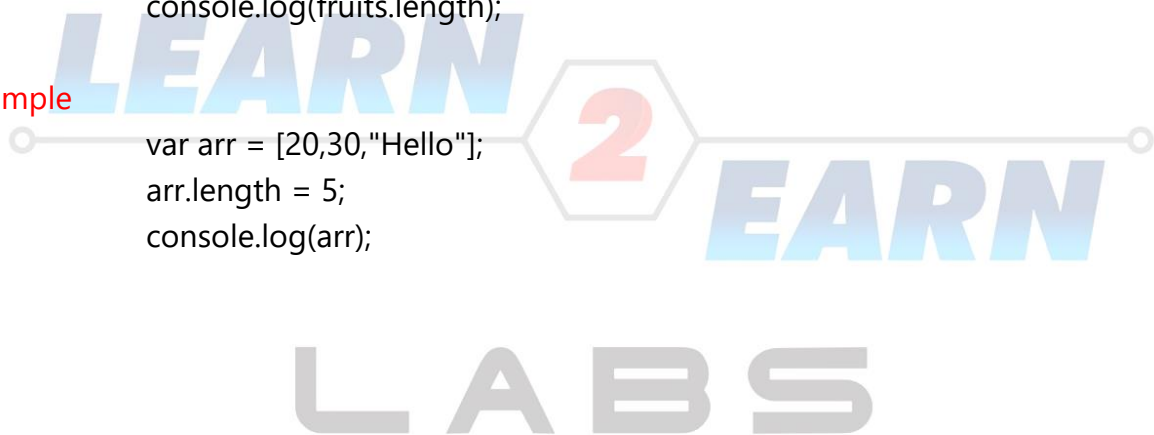 console.log(fruits.length);
LEARN
mple
2
var arr = [20,30,"Hello"];
arr.length = 5;
EARN
console.log(arr);
LABS